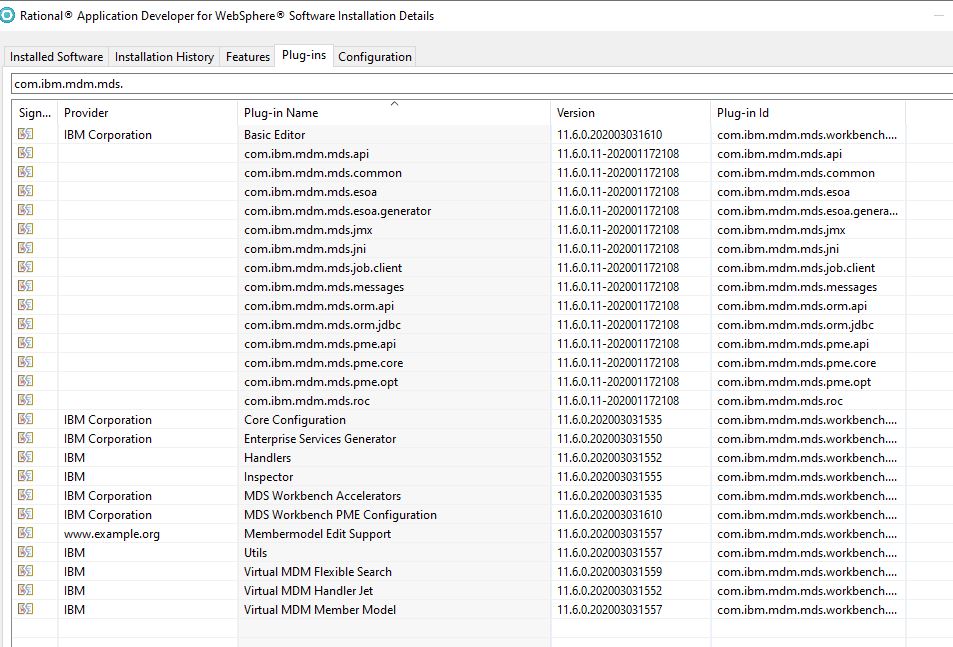 Rational® Application Developer for WebSphere® Software Installation Details
Installed Software Installation History Features Plug-ins Configuration
com.ibm.mdm.mds.
Sign... Provider Plug-in Name Version Plug-in Id
IBM Corporation Basic Editor 11.6.0.202003031610 com.ibm.mdm.mds.workbench....
com.ibm.mdm.mds.api 11.6.0.11-202001172108 com.ibm.mdm.mds.api
com.ibm.mdm.mds.common 11.6.0.11-202001172108 com.ibm.mdm.mds.common
com.ibm.mdm.mds.esoa 11.6.0.11-202001172108 com.ibm.mdm.mds.esoa
com.ibm.mdm.mds.esoa.generator 11.6.0.11-202001172108 com.ibm.mdm.mds.esoa.genera...
com.ibm.mdm.mds.jmx 11.6.0.11-202001172108 com.ibm.mdm.mds.jmx
com.ibm.mdm.mds.jni 11.6.0.11-202001172108 com.ibm.mdm.mds.jni
com.ibm.mdm.mds.job.client 11.6.0.11-202001172108 com.ibm.mdm.mds.job.client
com.ibm.mdm.mds.messages 11.6.0.11-202001172108 com.ibm.mdm.mds.messages
com.ibm.mdm.mds.orm.api 11.6.0.11-202001172108 com.ibm.mdm.mds.orm.api
com.ibm.mdm.mds.orm.jdbc 11.6.0.11-202001172108 com.ibm.mdm.mds.orm.jdbc
com.ibm.mdm.mds.pme.api 11.6.0.11-202001172108 com.ibm.mdm.mds.pme.api
com.ibm.mdm.mds.pme.core 11.6.0.11-202001172108 com.ibm.mdm.mds.pme.core
com.ibm.mdm.mds.pme.opt 11.6.0.11-202001172108 com.ibm.mdm.mds.pme.opt
com.ibm.mdm.mds.roc 11.6.0.11-202001172108 com.ibm.mdm.mds.roc
IBM Corporation Core Configuration 11.6.0.202003031535 com.ibm.mdm.mds.workbench....
IBM Corporation Enterprise Services Generator 11.6.0.202003031550 com.ibm.mdm.mds.workbench....
IBM Handlers 11.6.0.202003031552 com.ibm.mdm.mds.workbench....
IBM Inspector 11.6.0.202003031555 com.ibm.mdm.mds.workbench....
IBM Corporation MDS Workbench Accelerators 11.6.0.202003031535 com.ibm.mdm.mds.workbench....
IBM Corporation MDS Workbench PME Configuration 11.6.0.202003031610 com.ibm.mdm.mds.workbench....
www.example.org Membermodel Edit Support 11.6.0.202003031557 com.ibm.mdm.mds.workbench....
IBM Utils 11.6.0.202003031557 com.ibm.mdm.mds.workbench....
IBM Virtual MDM Flexible Search 11.6.0.202003031559 com.ibm.mdm.mds.workbench....
IBM Virtual MDM Handler Jet 11.6.0.202003031552 com.ibm.mdm.mds.workbench....
IBM Virtual MDM Member Model 11.6.0.202003031557 com.ibm.mdm.mds.workbench....